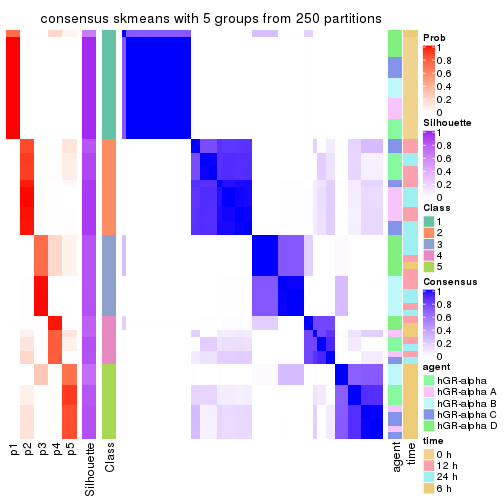 consensus skmeans with 5 groups from 250 partitions
Prob
1
0.8
0.6
0.4
0.2
0
Silhouette
1
0.8
0.6
0.4
0.2
0
Class
1
2
3
4
5
Consensus
1
0.8
0.6
0.4
0.2
0
agent
hGR-alpha
hGR-alpha A
hGR-alpha B
hGR-alpha C
hGR-alpha D
time
0 h
12 h
24 h
6 h
p1
p2
p3
p4
p5
Silhouette
Class
agent
time